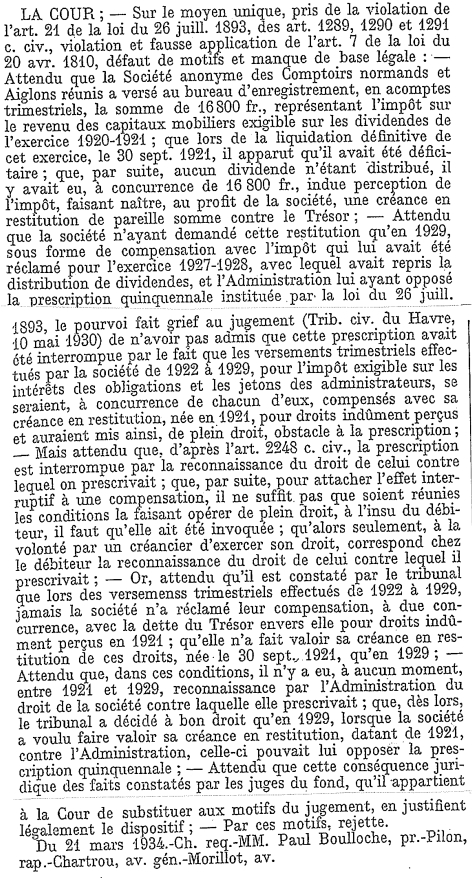 LA COUR ; — Sur le moyen unique, pris de la violation de
l'art. 21 de la loi du 26 juill. 1893, des art. 1289, 1290 et 1291
c. civ., violation et fausse application de l'art. 7 de la loi du
20 avr. 1810, défaut de motifs et manque de base légale : —
Attendu que la Société anonyme des Comptoirs normands et
Aiglons réunis a versé au bureau d'enregistrement, en acomptes
trimestriels, la somme de 16 800 fr., représentant l'impôt sur
le revenu des capitaux mobiliers exigible sur les dividendes de
l'exercice 1920-1921 ; que lors de la liquidation définitive de
cet exercice, le 30 sept. 1921, il apparut qu'il avait été défici-
taire ; que, par suite, aucun dividende n'étant distribué, il
y avait eu, à concurrence de 16 800 fr., indue perception de
l'impôt, faisant naître, au profit de la société, une créance en
restitution de pareille somme contre le Trésor ; — Attendu
que la société n'ayant demandé cette restitution qu'en 1929,
sous forme de compensation avec l'impôt qui lui avait été
réclamé pour l'exercice 1927-1928, avec lequel avait repris la
distribution de dividendes, et l'Administration lui ayant opposé
la prescription quinquennale instituée par la loi du 26 juill.
1893, le pourvoi fait grief au jugement (Trib. civ. du Havre,
10 mai 1930) de n'avoir pas admis que cette prescription avait
été interrompue par le fait que les versements trimestriels effec-
tués par la société de 1922 à 1929, pour l'impôt exigible sur les
intérêts des obligations et les jetons des administrateurs, se
seraient, à concurrence de chacun d'eux, compensés avec sa
créance en restitution, née en 1921, pour droits indûment perçus
et auraient mis ainsi, de plein droit, obstacle à la prescription ;
— Mais attendu que, d'après l'art. 2248 c. civ., la prescription
est interrompue par la reconnaissance du droit de celui contre
lequel on prescrivait ; que, par suite, pour attacher l'effet inter-
ruptif à une compensation, il ne suffit pas que soient réunies
les conditions la faisant opérer de plein droit, à l'insu du débi-
teur, il faut qu'elle ait été invoquée ; qu'alors seulement, à la
volonté par un créancier d'exercer son droit, correspond chez
le débiteur la reconnaissance du droit de celui contre lequel il
prescrivait ; — Or, attendu qu'il est constaté par le tribunal
que lors des versemenss trimestriels effectués de 1922 à 1929,
jamais la société n'a réclamé leur compensation, à due con-
currence, avec la dette du Trésor envers elle pour droits indû-
ment perçus en 1921 ; qu'elle n'a fait valoir sa créance en res-
titution de ces droits, née le 30 sept. 1921, qu'en 1929 ; —
Attendu que, dans ces conditions, il n'y a eu, à aucun moment,
entre 1921 et 1929, reconnaissance par l'Administration du
droit de la société contre laquelle elle prescrivait ; que, dès lors,
le tribunal a décidé à bon droit qu'en 1929, lorsque la société
a voulu faire valoir sa créance en restitution, datant de 1921,
contre l'Administration, celle-ci pouvait lui opposer la pres-
cription quinquennale ; — Attendu que cette conséquence juri-
dique des faits constatés par les juges du fond, qu'il appartient
à la Cour de substituer aux motifs du jugement, en justifient
légalement le dispositif ; — Par ces motifs, rejette.
Du 21 mars 1934.-Ch. req.-MM. Paul Boulloche, pr.-Pilon,
rap.-Chartrou, av. gén.-Morillot, av.